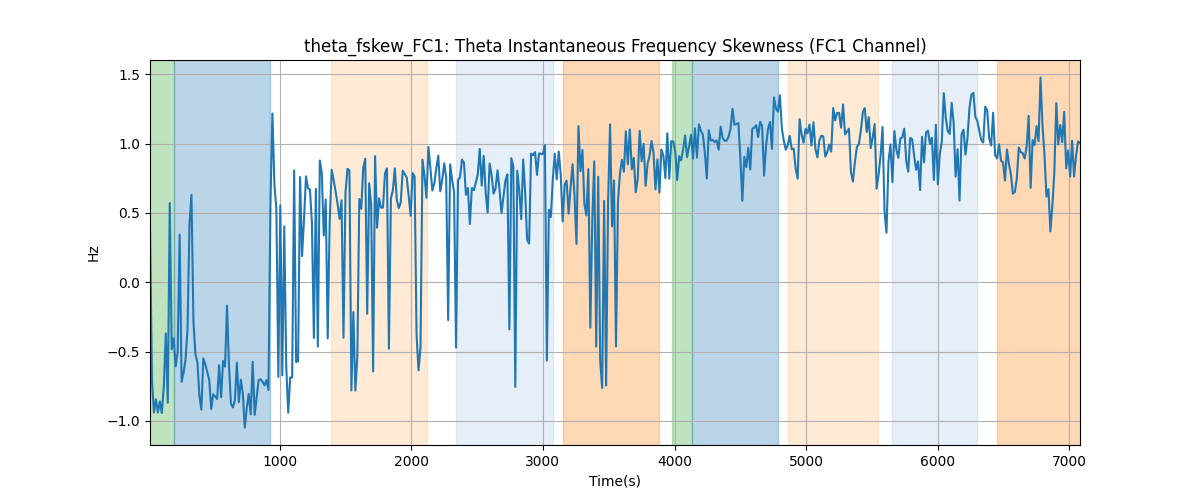 theta_fskew_FC1: Theta Instantaneous Frequency Skewness (FC1 Channel)
1.5
1.0
0.5
0.0
−0.5
−1.0
Hz
1000 2000 3000 4000 5000 6000 7000
Time(s)